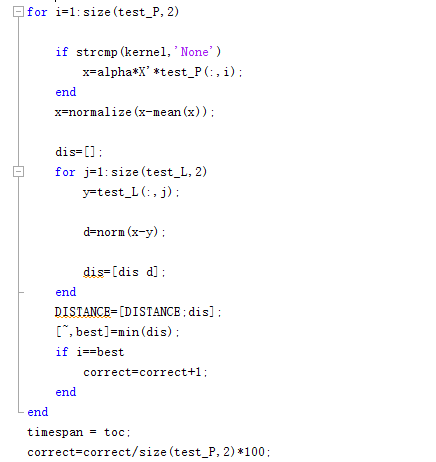 for i=1:size(test_P,2)
if strcmp(kernel,'None')
x=alpha*X'*test_P(:,i);
end
x=normalize(x-mean(x));
dis=[];
for j=1:size(test_L,2)
y=test_L(:,j);
d=norm(x-y);
dis=[dis d];
end
DISTANCE=[DISTANCE;dis];
[~,best]=min(dis);
if i==best
correct=correct+1;
end
end
timespan = toc;
correct=correct/size(test_P,2)*100;